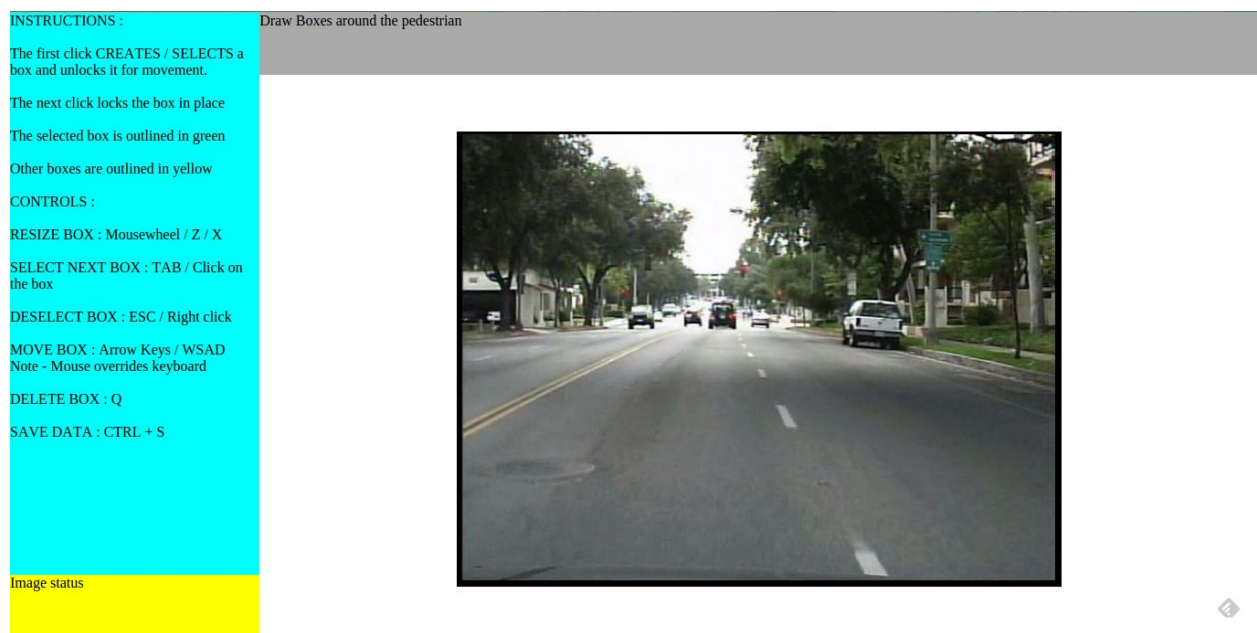 INSTRUCTIONS :
The first click CREATES / SELECTS a
box and unlocks it for movement.
The next click locks the box in place
The selected box is outlined in green
Other boxes are outlined in yellow
CONTROLS :
RESIZE BOX : Mousewheel / Z / X
SELECT NEXT BOX : TAB / Click on
the box
DESELECT BOX : ESC / Right click
MOVE BOX : Arrow Keys / WSAD
Note - Mouse overrides keyboard
DELETE BOX : Q
SAVE DATA : CTRL + S
Image status
Draw Boxes around the pedestrian